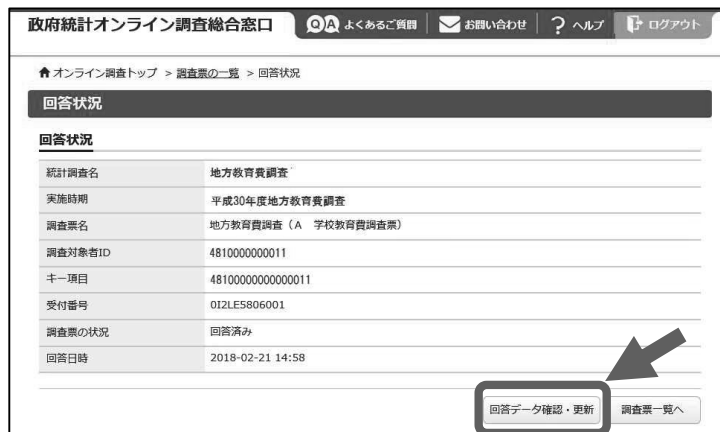 政府統計オンライン調査総合窓口 QA よくあるご質問 お問い合わせ ? ヘルプ ログアウト
オンライン調査トップ > 調査票の一覧 > 回答状況
回答状況
回答状況
統計調査名 地方教育費調査
実施時期 平成30年度地方教育費調査
調査票名 地方教育費調査（A 学校教育費調査票）
調査対象者ID 4810000000011
キー項目 48100000000000011
受付番号 0I2LE5806001
調査票の状況 回答済み
回答日時 2018-02-21 14:58
回答データ確認・更新 調査票一覧へ